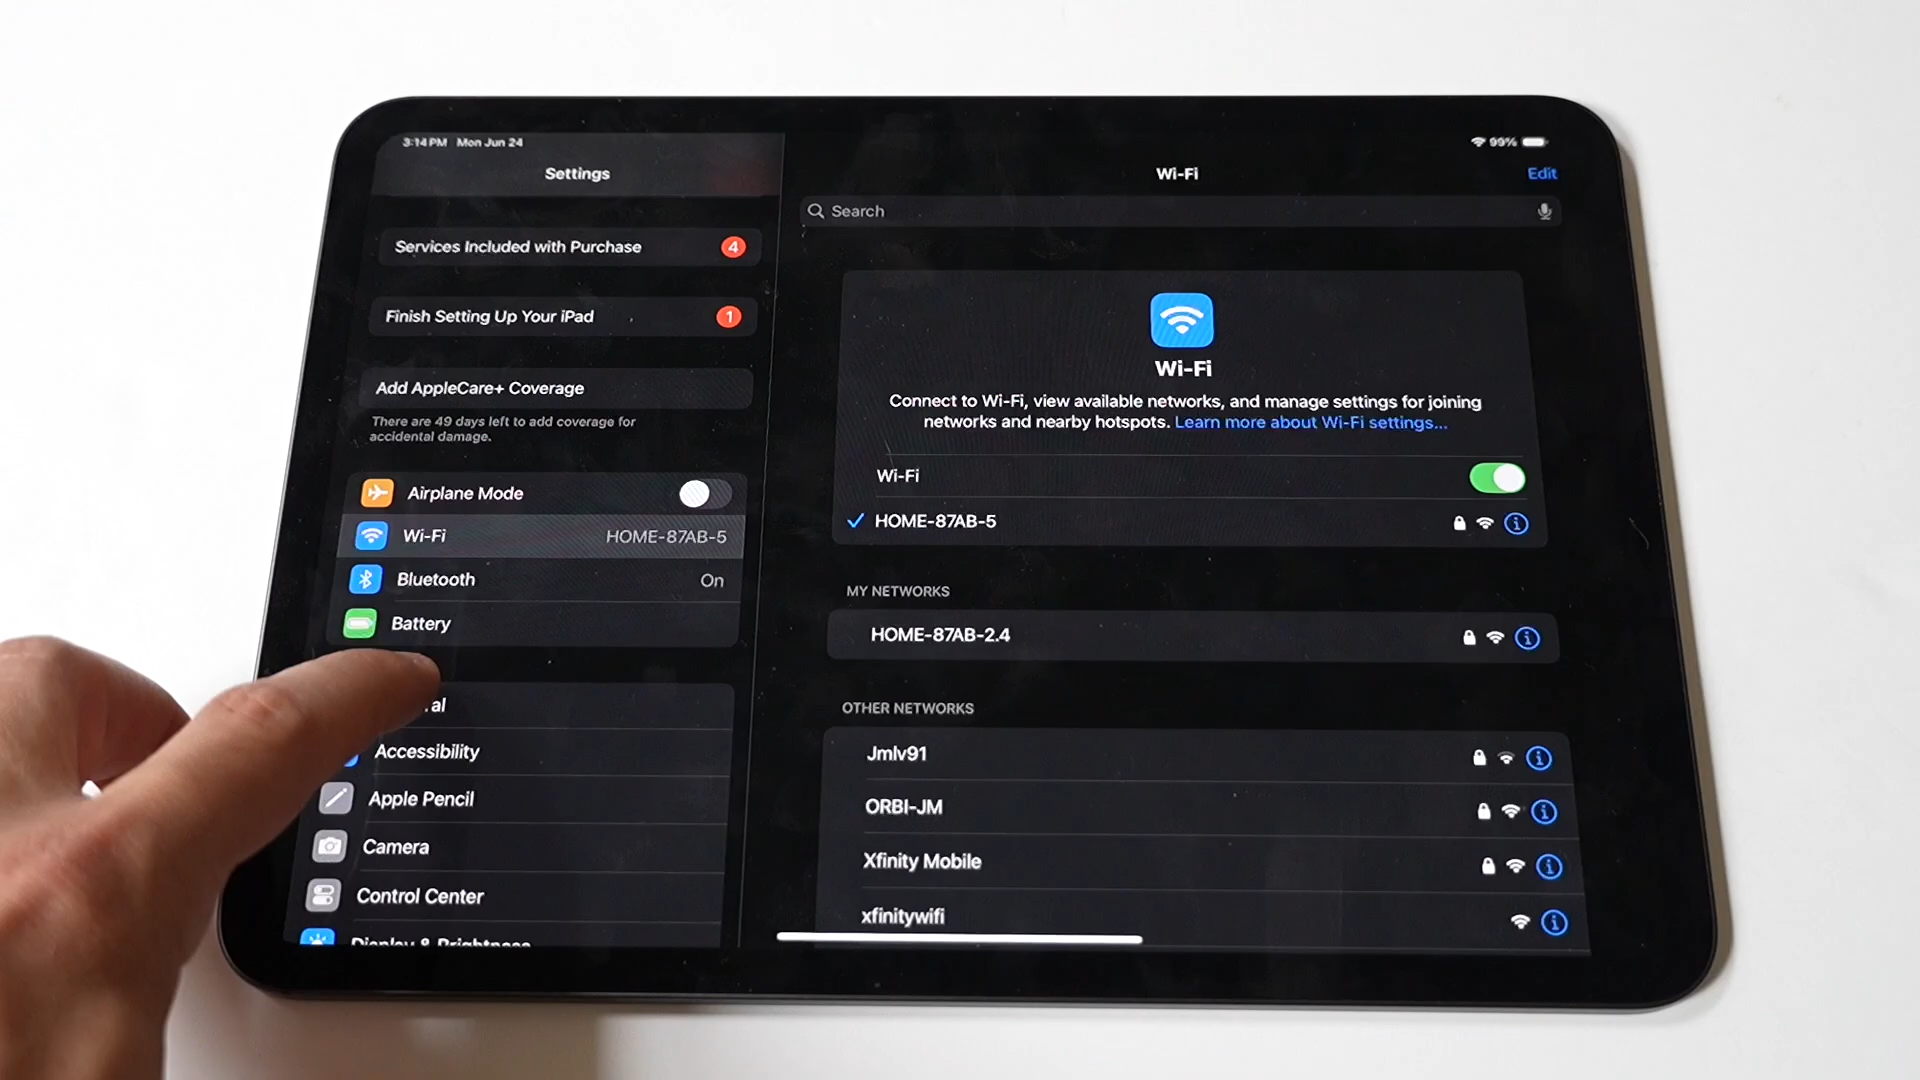 3:14 PM Mon Jun 24
99%
Settings
Services Included with Purchase 4
Finish Setting Up Your iPad 1
Add AppleCare+ Coverage
There are 49 days left to add coverage for
accidental damage.
Airplane Mode
Wi-Fi HOME-87AB-5
Bluetooth On
Battery
al
Accessibility
Apple Pencil
Camera
Control Center
Display & Brightness
Wi-Fi
Edit
Search
Wi-Fi
Connect to Wi-Fi, view available networks, and manage settings for joining
networks and nearby hotspots. Learn more about Wi-Fi settings...
Wi-Fi
HOME-87AB-5
MY NETWORKS
HOME-87AB-2.4
OTHER NETWORKS
Jmlv91
ORBI-JM
Xfinity Mobile
xfinitywifi